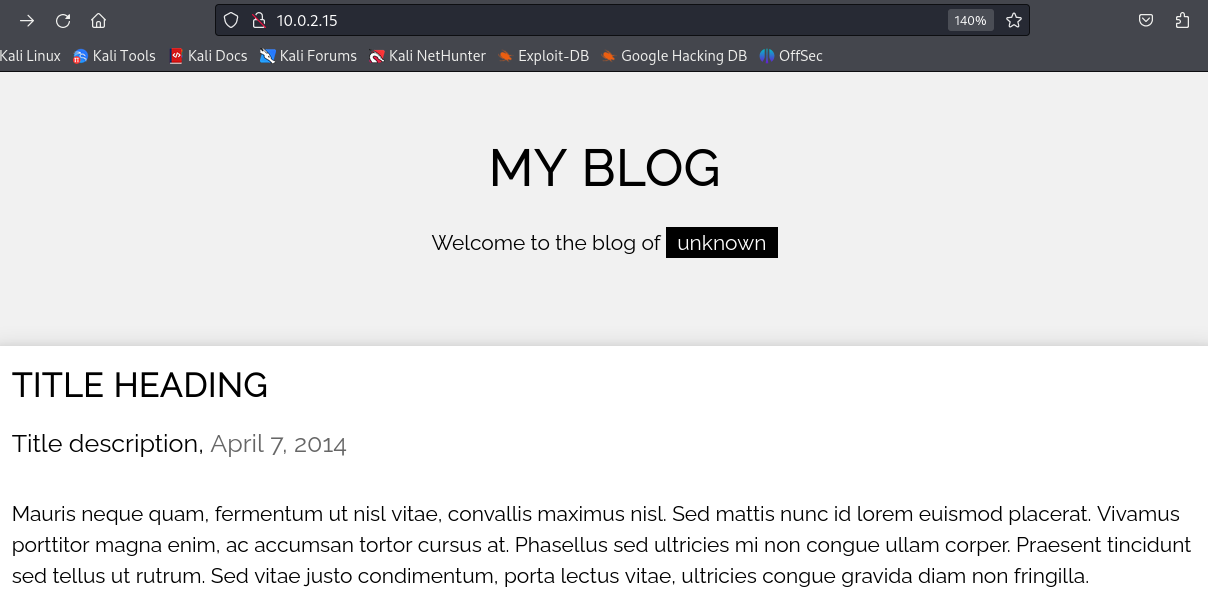 10.0.2.15
140%
Kali Linux Kali Tools Kali Docs Kali Forums Kali NetHunter Exploit-DB Google Hacking DB OffSec
MY BLOG
Welcome to the blog of unknown
TITLE HEADING
Title description, April 7, 2014
Mauris neque quam, fermentum ut nisl vitae, convallis maximus nisl. Sed mattis nunc id lorem euismod placerat. Vivamus
porttitor magna enim, ac accumsan tortor cursus at. Phasellus sed ultricies mi non congue ullam corper. Praesent tincidunt
sed tellus ut rutrum. Sed vitae justo condimentum, porta lectus vitae, ultricies congue gravida diam non fringilla.